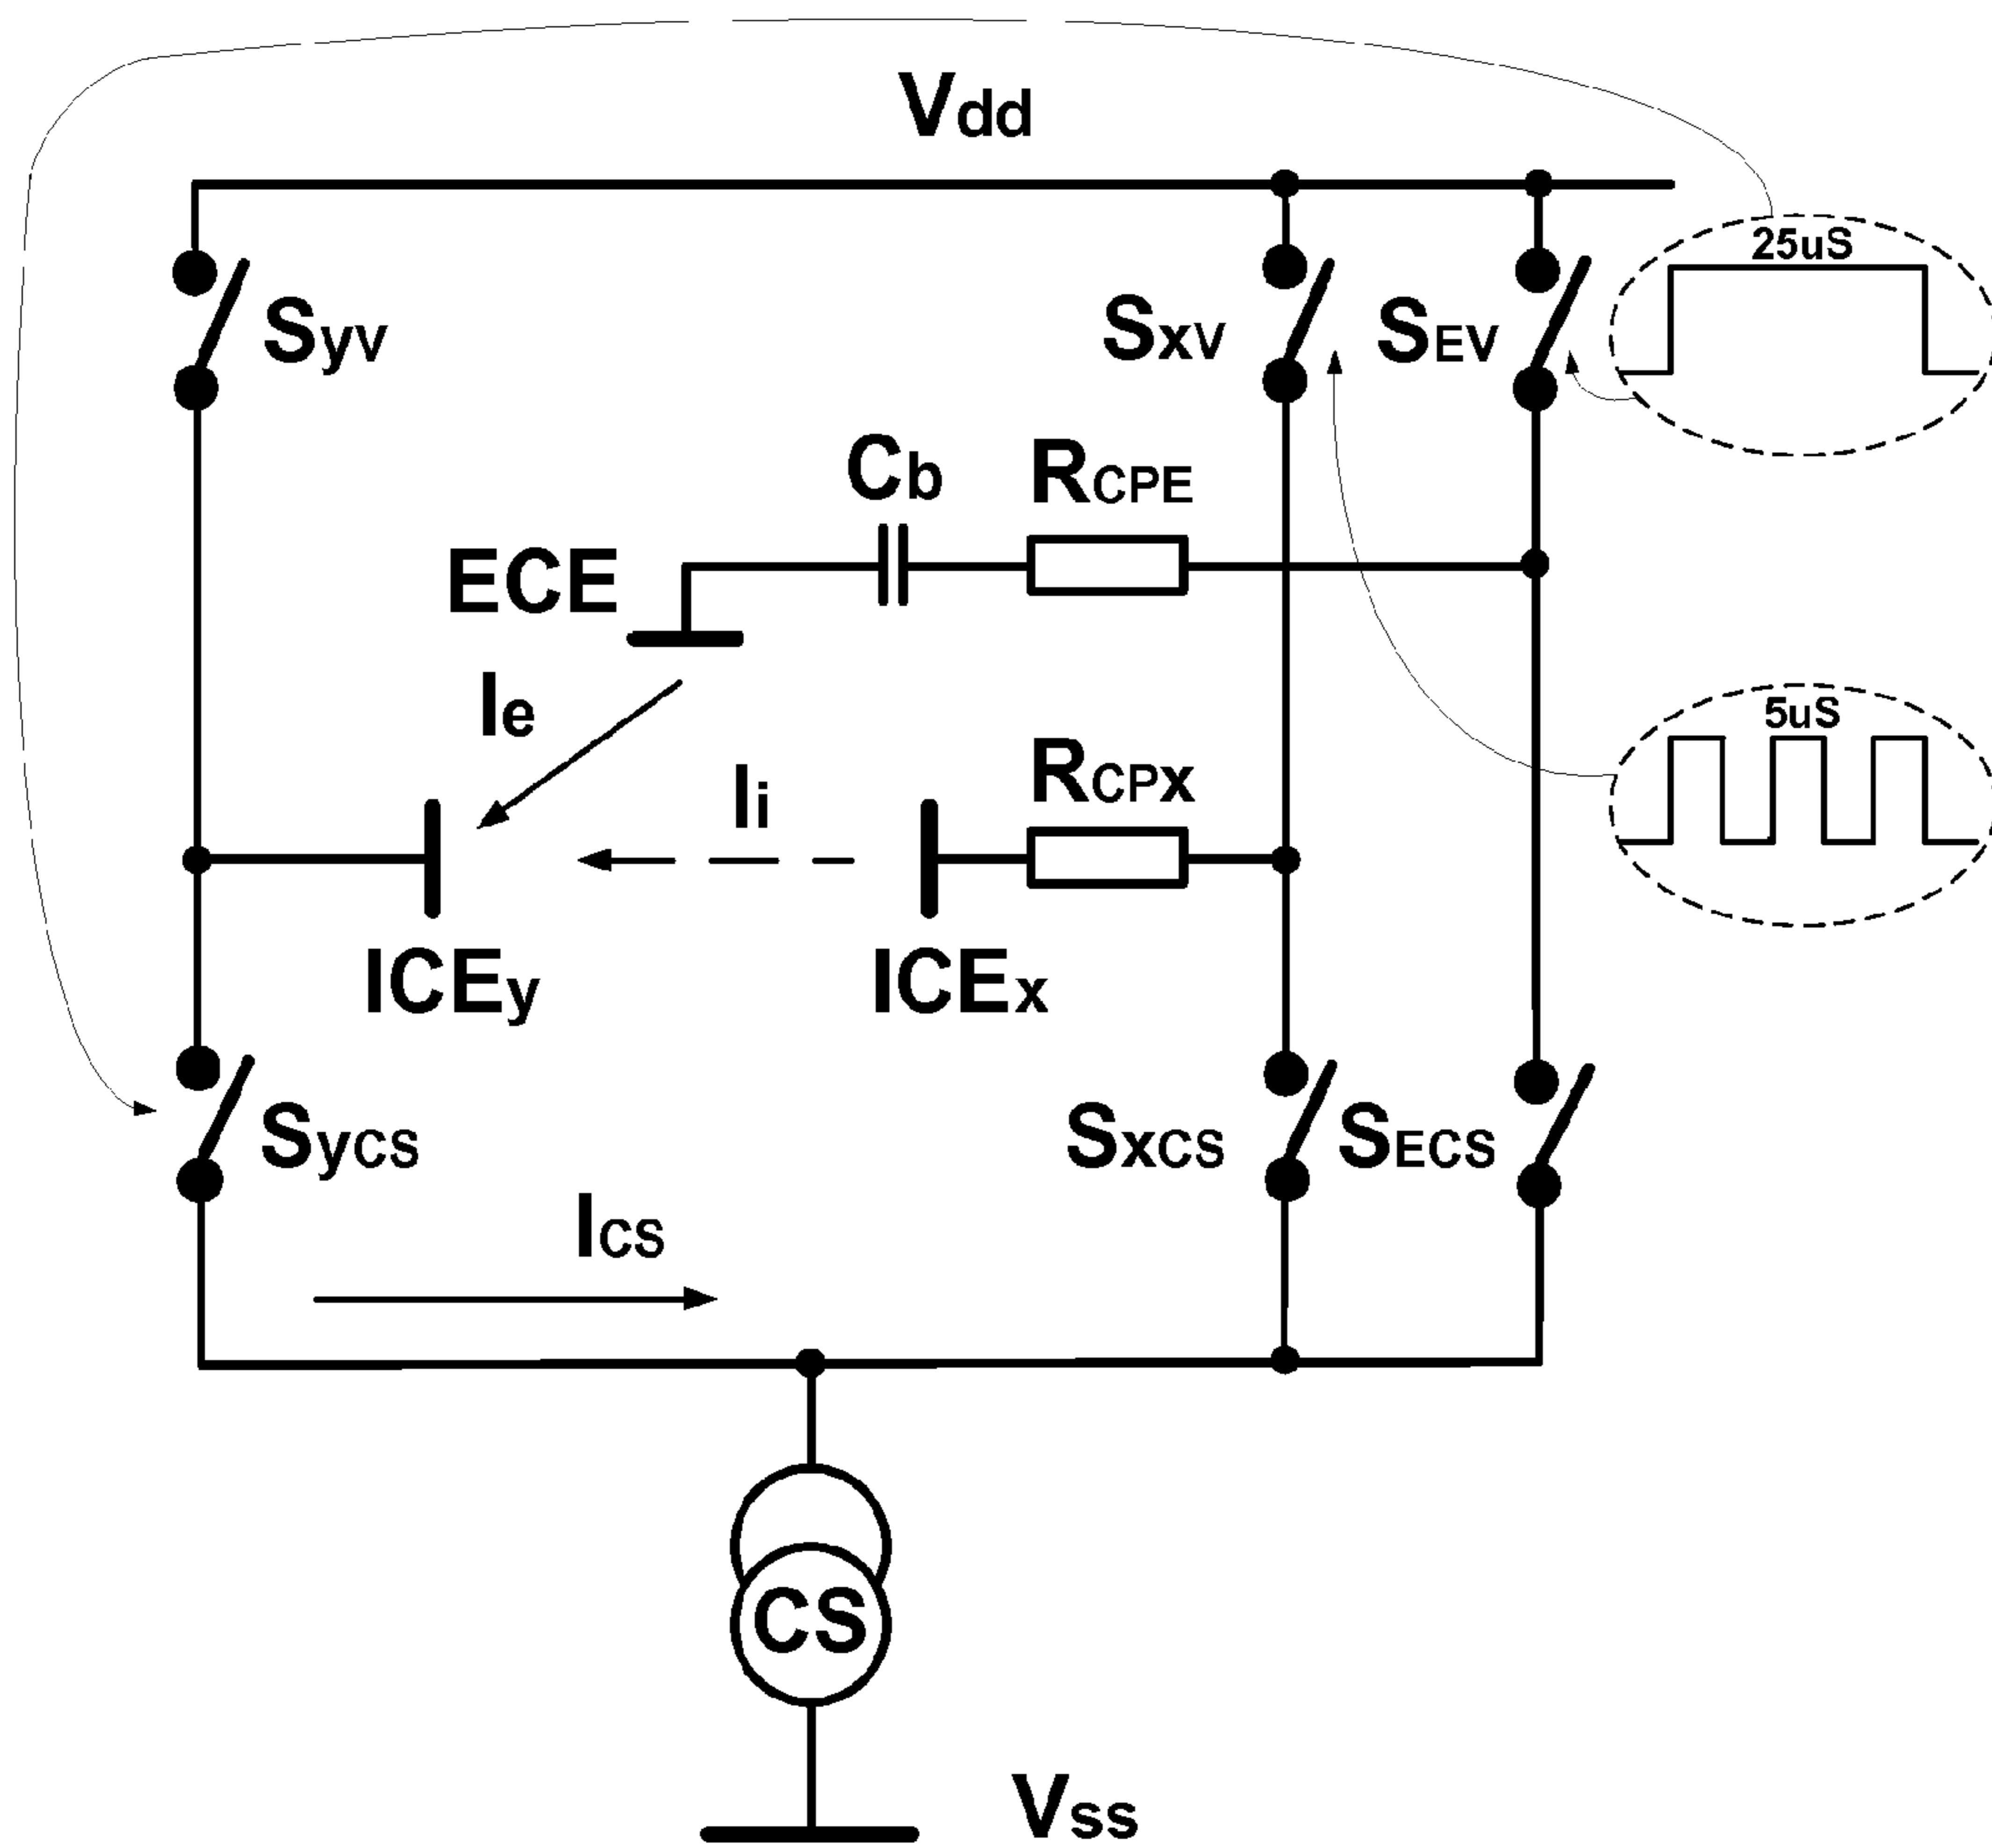 Vdd
25uS
SyV
SxV
SEV
Cb
RCPE
ECE
Ie
5uS
Ii
RCPx
ICEy
ICEx
SyCS
SxCS
SECS
ICS
CS
Vss